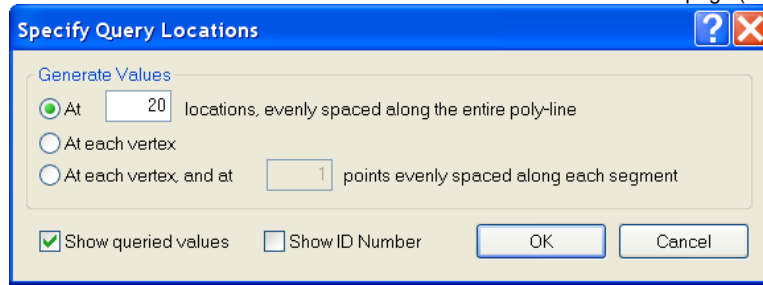 Specify Query Locations
Generate Values
At 20 locations, evenly spaced along the entire poly-line
At each vertex
At each vertex, and at 1 points evenly spaced along each segment
Show queried values Show ID Number OK Cancel